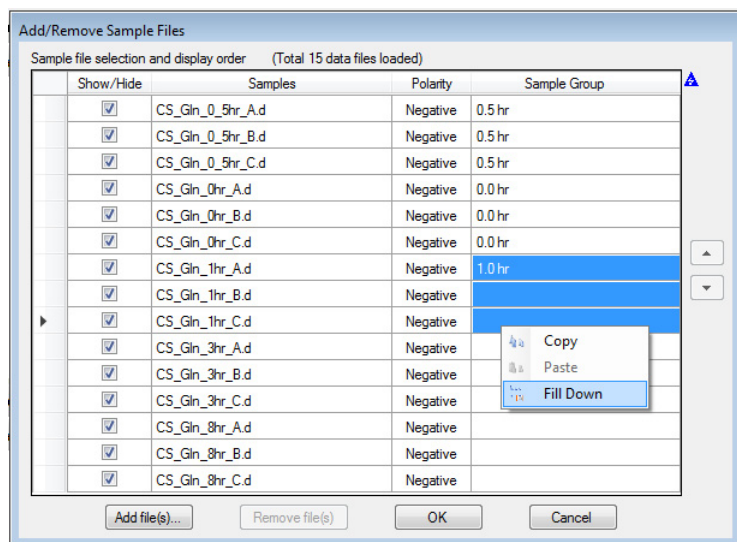 Add/Remove Sample Files
Sample file selection and display order (Total 15 data files loaded)
Show/Hide Samples Polarity Sample Group
CS_Gln_0_5hr_A.d Negative 0.5 hr
CS_Gln_0_5hr_B.d Negative 0.5 hr
CS_Gln_0_5hr_C.d Negative 0.5 hr
CS_Gln_0hr_A.d Negative 0.0 hr
CS_Gln_0hr_B.d Negative 0.0 hr
CS_Gln_0hr_C.d Negative 0.0 hr
CS_Gln_1hr_A.d Negative 1.0 hr
CS_Gln_1hr_B.d Negative
CS_Gln_1hr_C.d Negative
CS_Gln_3hr_A.d Negative
CS_Gln_3hr_B.d Negative
CS_Gln_3hr_C.d Negative
CS_Gln_8hr_A.d Negative
CS_Gln_8hr_B.d Negative
CS_Gln_8hr_C.d Negative
Copy
Paste
Fill Down
Add file(s)... Remove file(s) OK Cancel